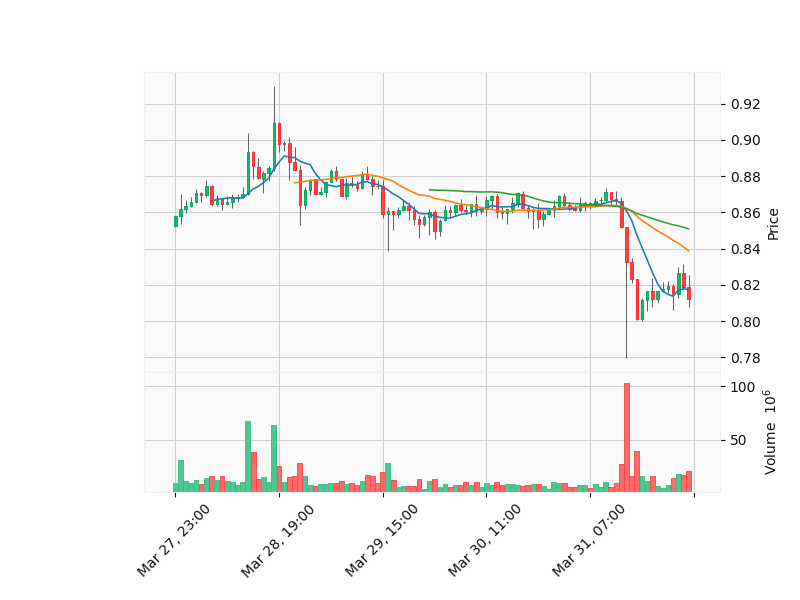 0.92
0.90
0.88
0.86
0.84
0.82
0.80
0.78
Price
100
50
Volume 10^6
Mar 27, 23:00
Mar 28, 19:00
Mar 29, 15:00
Mar 30, 11:00
Mar 31, 07:00